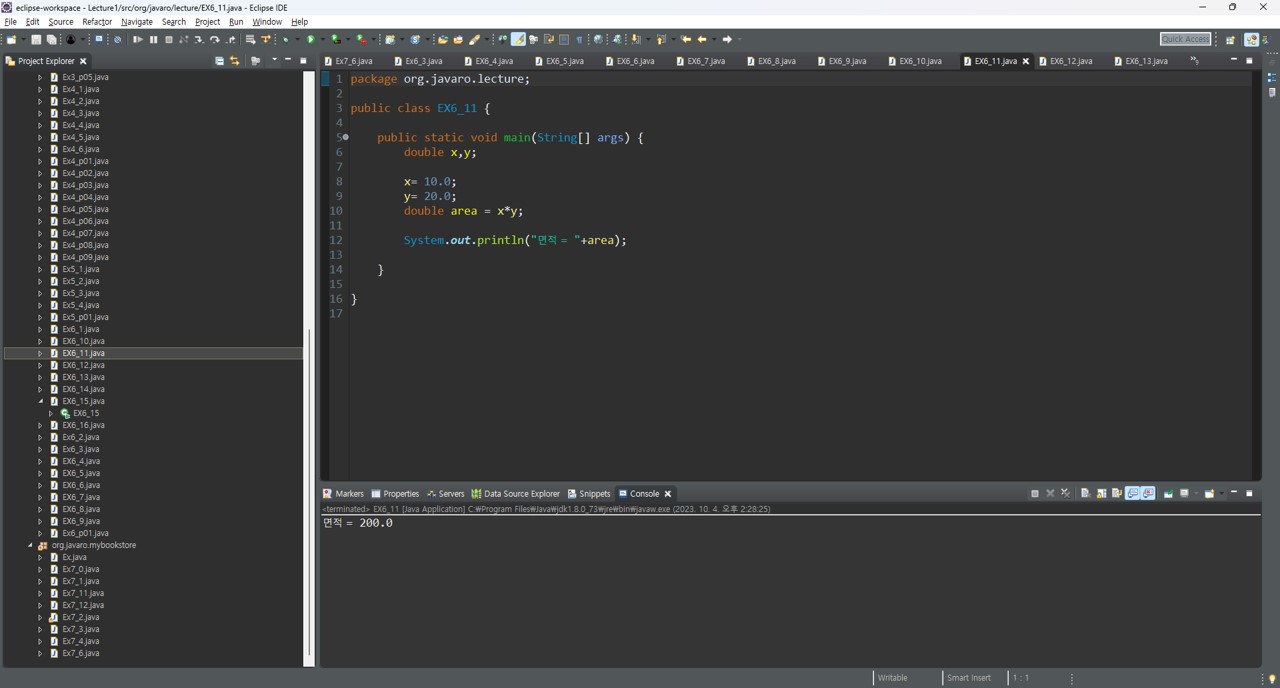 eclipse-workspace - Lecture1/src/org/javaro/lecture/EX6_11.java - Eclipse IDE
File Edit Source Refactor Navigate Search Project Run Window Help
Quick Access
Project Explorer
Ex3_p05.java
Ex4_1.java
Ex4_2.java
Ex4_3.java
Ex4_4.java
Ex4_5.java
Ex4_6.java
Ex4_p01.java
Ex4_p02.java
Ex4_p03.java
Ex4_p04.java
Ex4_p05.java
Ex4_p06.java
Ex4_p07.java
Ex4_p08.java
Ex4_p09.java
Ex5_1.java
Ex5_2.java
Ex5_3.java
Ex5_4.java
Ex5_p01.java
Ex6_1.java
EX6_10.java
EX6_11.java
EX6_12.java
EX6_13.java
EX6_14.java
EX6_15.java
EX6_15
EX6_16.java
Ex6_2.java
Ex6_3.java
EX6_4.java
EX6_5.java
EX6_6.java
EX6_7.java
EX6_8.java
EX6_9.java
Ex6_p01.java
org.javaro.mybookstore
Ex.java
Ex7_0.java
Ex7_1.java
Ex7_11.java
Ex7_12.java
Ex7_2.java
Ex7_3.java
Ex7_4.java
Ex7_6.java
Ex7_6.java Ex6_3.java EX6_4.java EX6_5.java EX6_6.java EX6_7.java EX6_8.java EX6_9.java EX6_10.java EX6_11.java EX6_12.java EX6_13.java
1 package org.javaro.lecture;
2
3 public class EX6_11 {
4
5 public static void main(String[] args) {
6 double x,y;
7
8 x= 10.0;
9 y= 20.0;
10 double area = x*y;
11
12 System.out.println("면적 = "+area);
13
14 }
15
16 }
17
Markers Properties Servers Data Source Explorer Snippets Console
<terminated> EX6_11 [Java Application] C:₩Program Files₩Java₩jdk1.8.0_73₩jre₩bin₩javaw.exe (2023. 10. 4. 오후 2:28:25)
면적 = 200.0
Writable Smart Insert 1 : 1